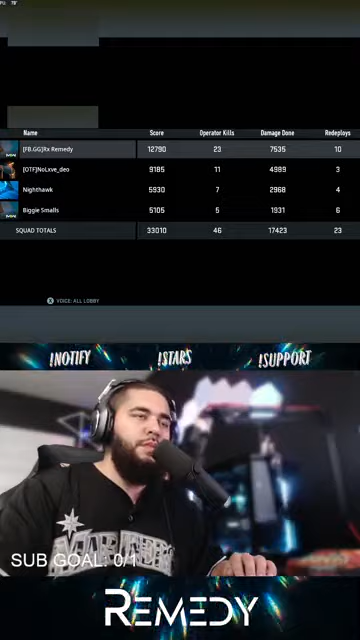 78°
Name Score Operator Kills Damage Done Redeploys
[FB.GG]Rx Remedy 12790 23 7535 10
[OTF]NoLxve_deo 9185 11 4989 3
Nighthawk 5930 7 2968 4
Biggie Smalls 5105 5 1931 6
SQUAD TOTALS 33010 46 17423 23
VOICE: ALL LOBBY
!NOTIFY !STARS !SUPPORT
SUB GOAL: 0/1
REMEDY